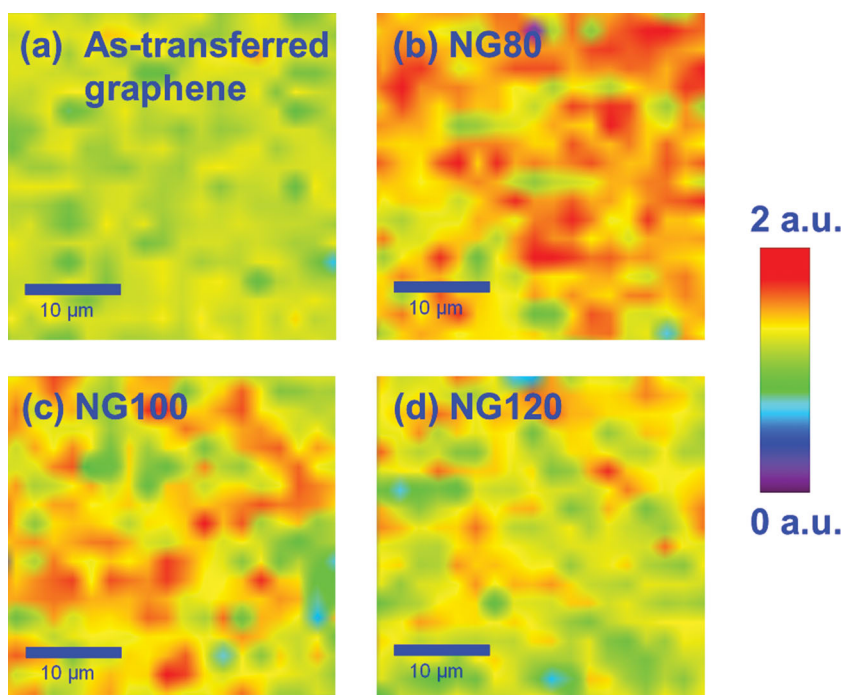 (a) As-transferred
graphene
10 µm
(b) NG80
10 µm
2 a.u.
0 a.u.
(c) NG100
10 µm
(d) NG120
10 µm